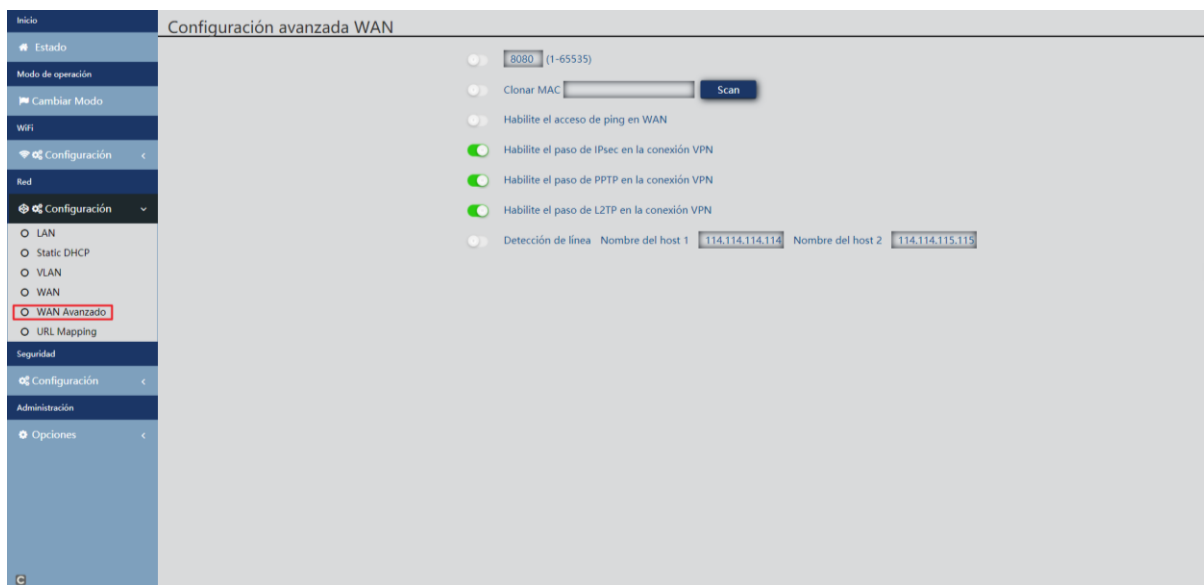 Inicio
Estado
Modo de operación
Cambiar Modo
WiFi
Configuración
Red
Configuración
LAN
Static DHCP
VLAN
WAN
WAN Avanzado
URL Mapping
Seguridad
Configuración
Administración
Opciones
Configuración avanzada WAN
8080 (1-65535)
Clonar MAC Scan
Habilite el acceso de ping en WAN
Habilite el paso de IPsec en la conexión VPN
Habilite el paso de PPTP en la conexión VPN
Habilite el paso de L2TP en la conexión VPN
Detección de línea Nombre del host 1 114.114.114.114 Nombre del host 2 114.114.115.115